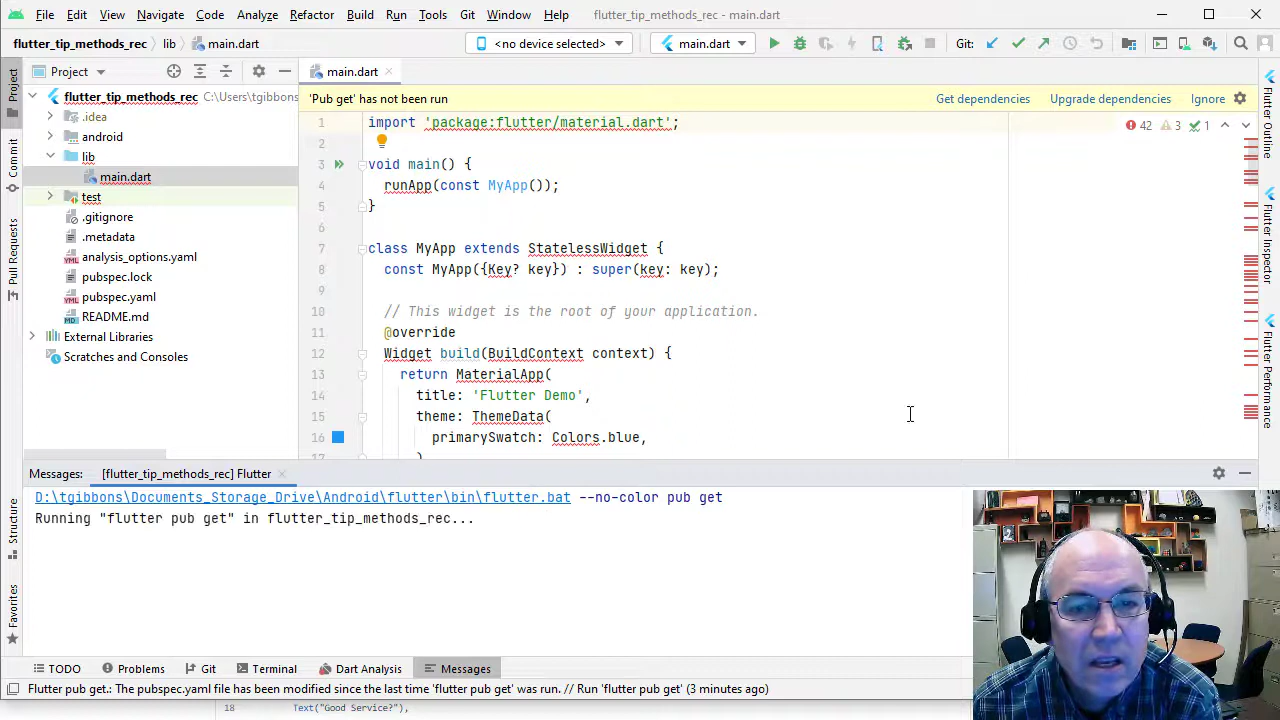 File Edit View Navigate Code Analyze Refactor Build Run Tools Git Window Help flutter_tip_methods_rec - main.dart
flutter_tip_methods_rec lib main.dart <no device selected> main.dart Git:
Project
'Pub get' has not been run Get dependencies Upgrade dependencies Ignore
flutter_tip_methods_rec C:\Users\tgibbons
.idea
android
lib
main.dart
test
.gitignore
.metadata
analysis_options.yaml
pubspec.lock
pubspec.yaml
README.md
External Libraries
Scratches and Consoles
main.dart
42 3 1
1 import 'package:flutter/material.dart';
2
3 void main() {
4 runApp(const MyApp());
5 }
6
7 class MyApp extends StatelessWidget {
8 const MyApp({Key? key}) : super(key: key);
9
10 // This widget is the root of your application.
11 @override
12 Widget build(BuildContext context) {
13 return MaterialApp(
14 title: 'Flutter Demo',
15 theme: ThemeData(
16 primarySwatch: Colors.blue,
Project
Commit
Pull Requests
Structure
Favorites
Flutter Outline
Flutter Inspector
Flutter Performance
Messages: [flutter_tip_methods_rec] Flutter
D:\tgibbons\Documents_Storage_Drive\Android\flutter\bin\flutter.bat --no-color pub get
Running "flutter pub get" in flutter_tip_methods_rec...
TODO Problems Git Terminal Dart Analysis Messages
Flutter pub get.: The pubspec.yaml file has been modified since the last time 'flutter pub get' was run. // Run 'flutter pub get' (3 minutes ago)
18 Text("Good Service?"),